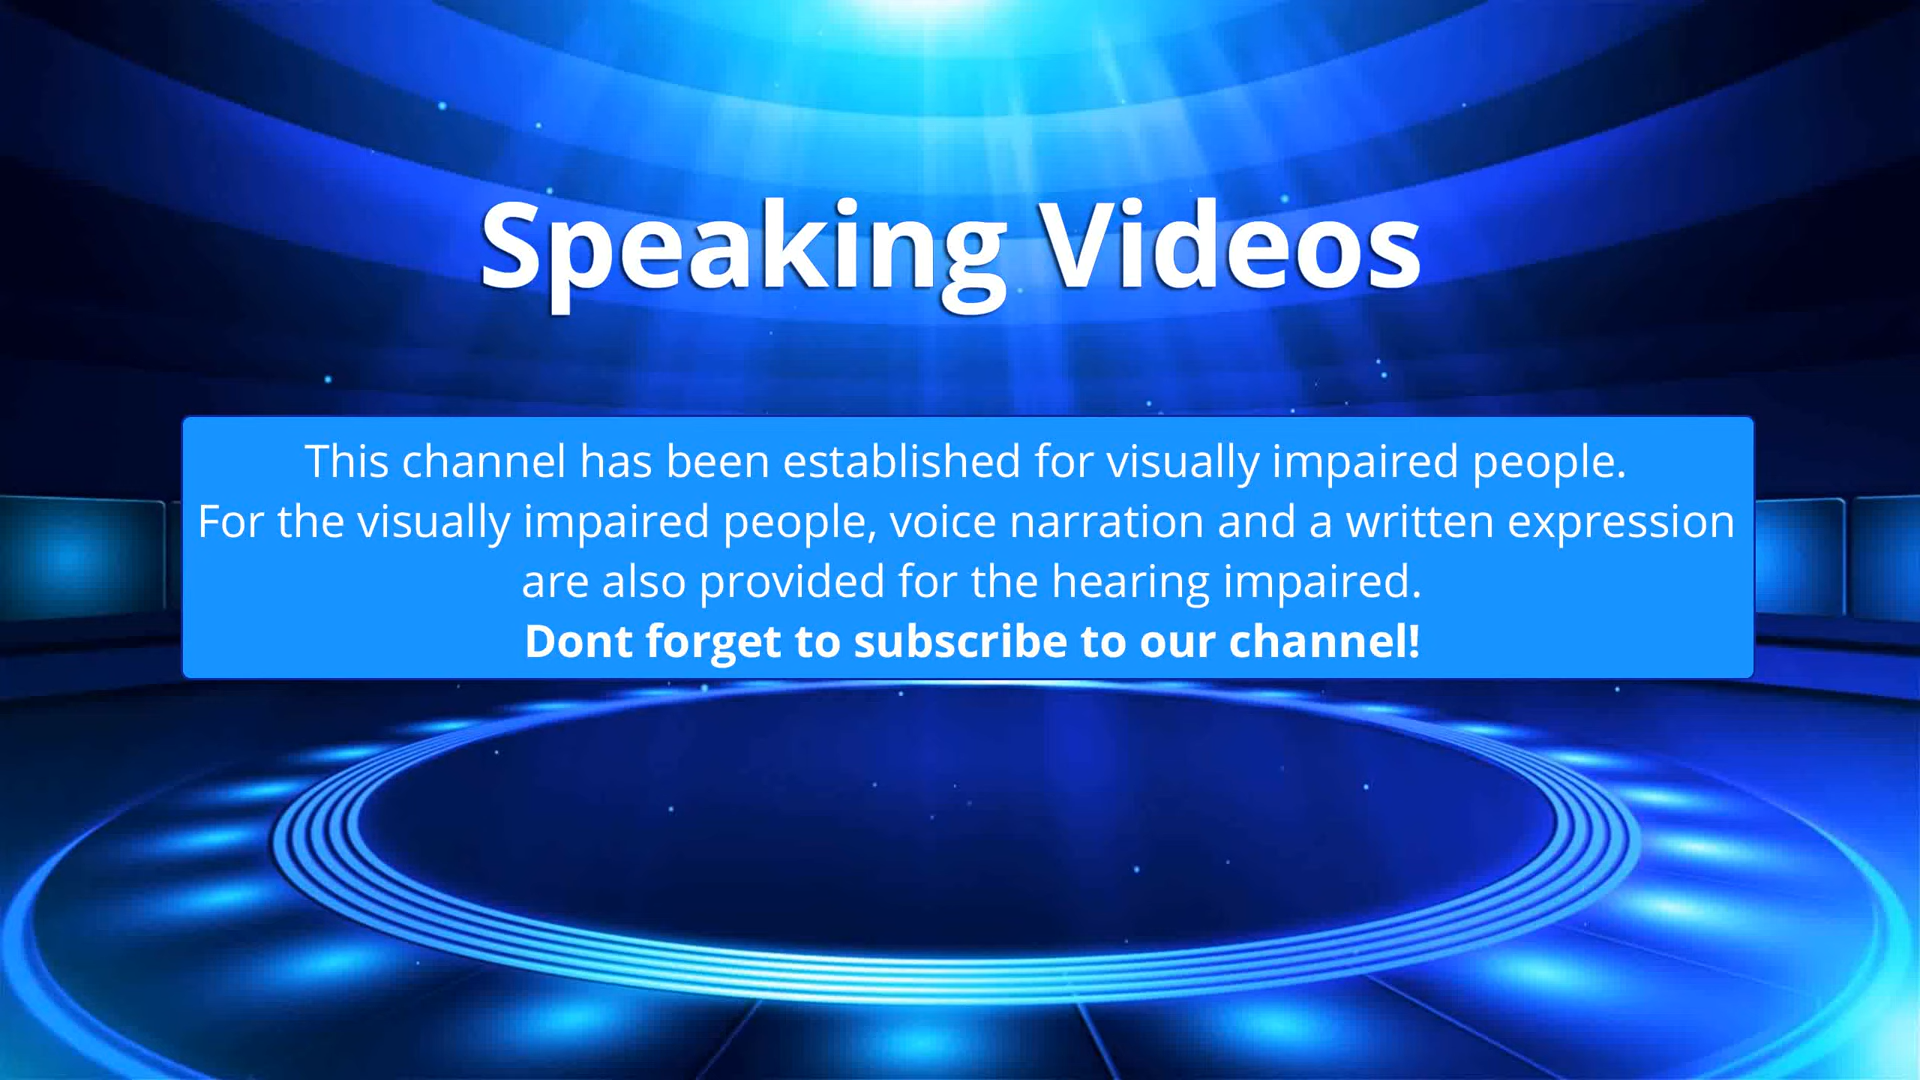 Speaking Videos
This channel has been established for visually impaired people.
For the visually impaired people, voice narration and a written expression
are also provided for the hearing impaired.
Dont forget to subscribe to our channel!